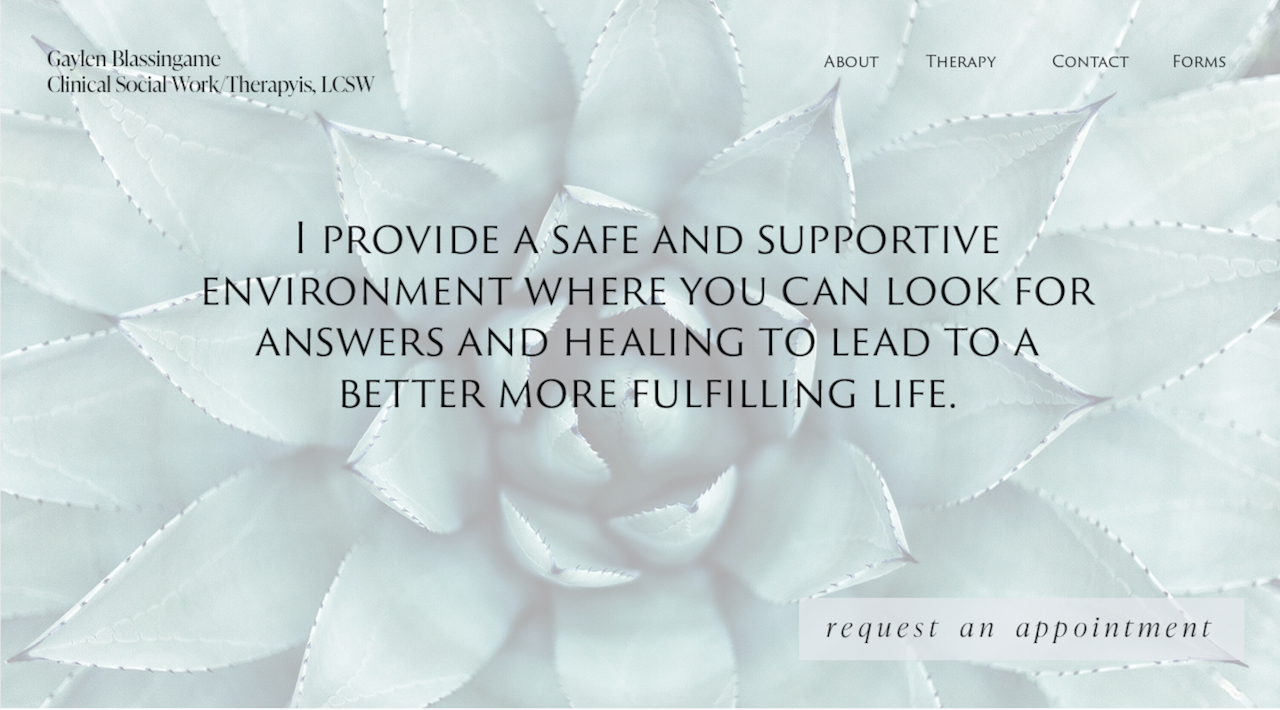 Gaylen Blassingame
Clinical Social Work/Therapyis, LCSW
About Therapy Contact Forms
I provide a safe and supportive
environment where you can look for
answers and healing to lead to a
better more fulfilling life.
request an appointment